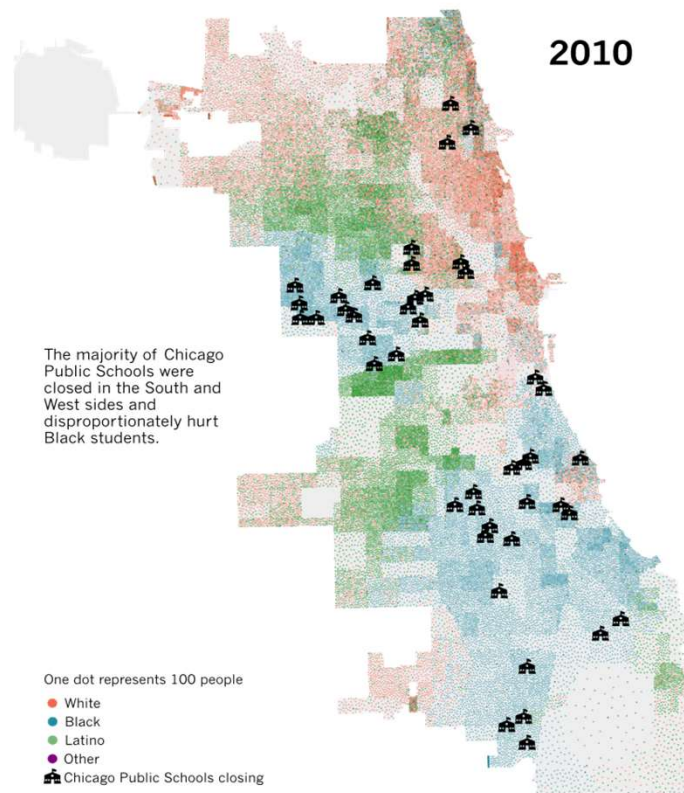 2010
The majority of Chicago
Public Schools were
closed in the South and
West sides and
disproportionately hurt
Black students.
One dot represents 100 people
White
Black
Latino
Other
Chicago Public Schools closing